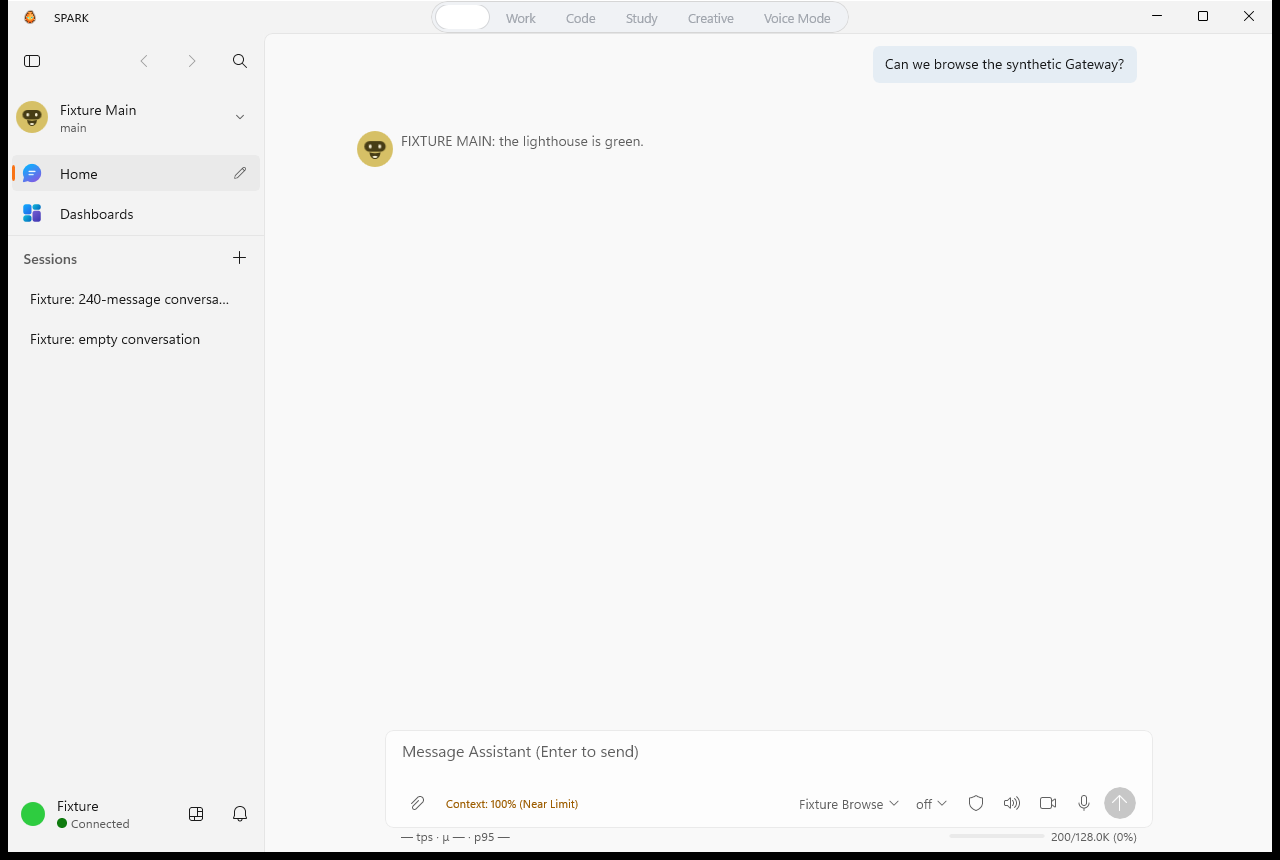 SPARK
Work
Code
Study
Creative
Voice Mode
Fixture Main
main
Home
Dashboards
Sessions
Fixture: 240-message conversa...
Fixture: empty conversation
Can we browse the synthetic Gateway?
FIXTURE MAIN: the lighthouse is green.
Message Assistant (Enter to send)
Context: 100% (Near Limit)
Fixture Browse
off
— tps · µ — · p95 —
200/128.0K (0%)
Fixture
Connected